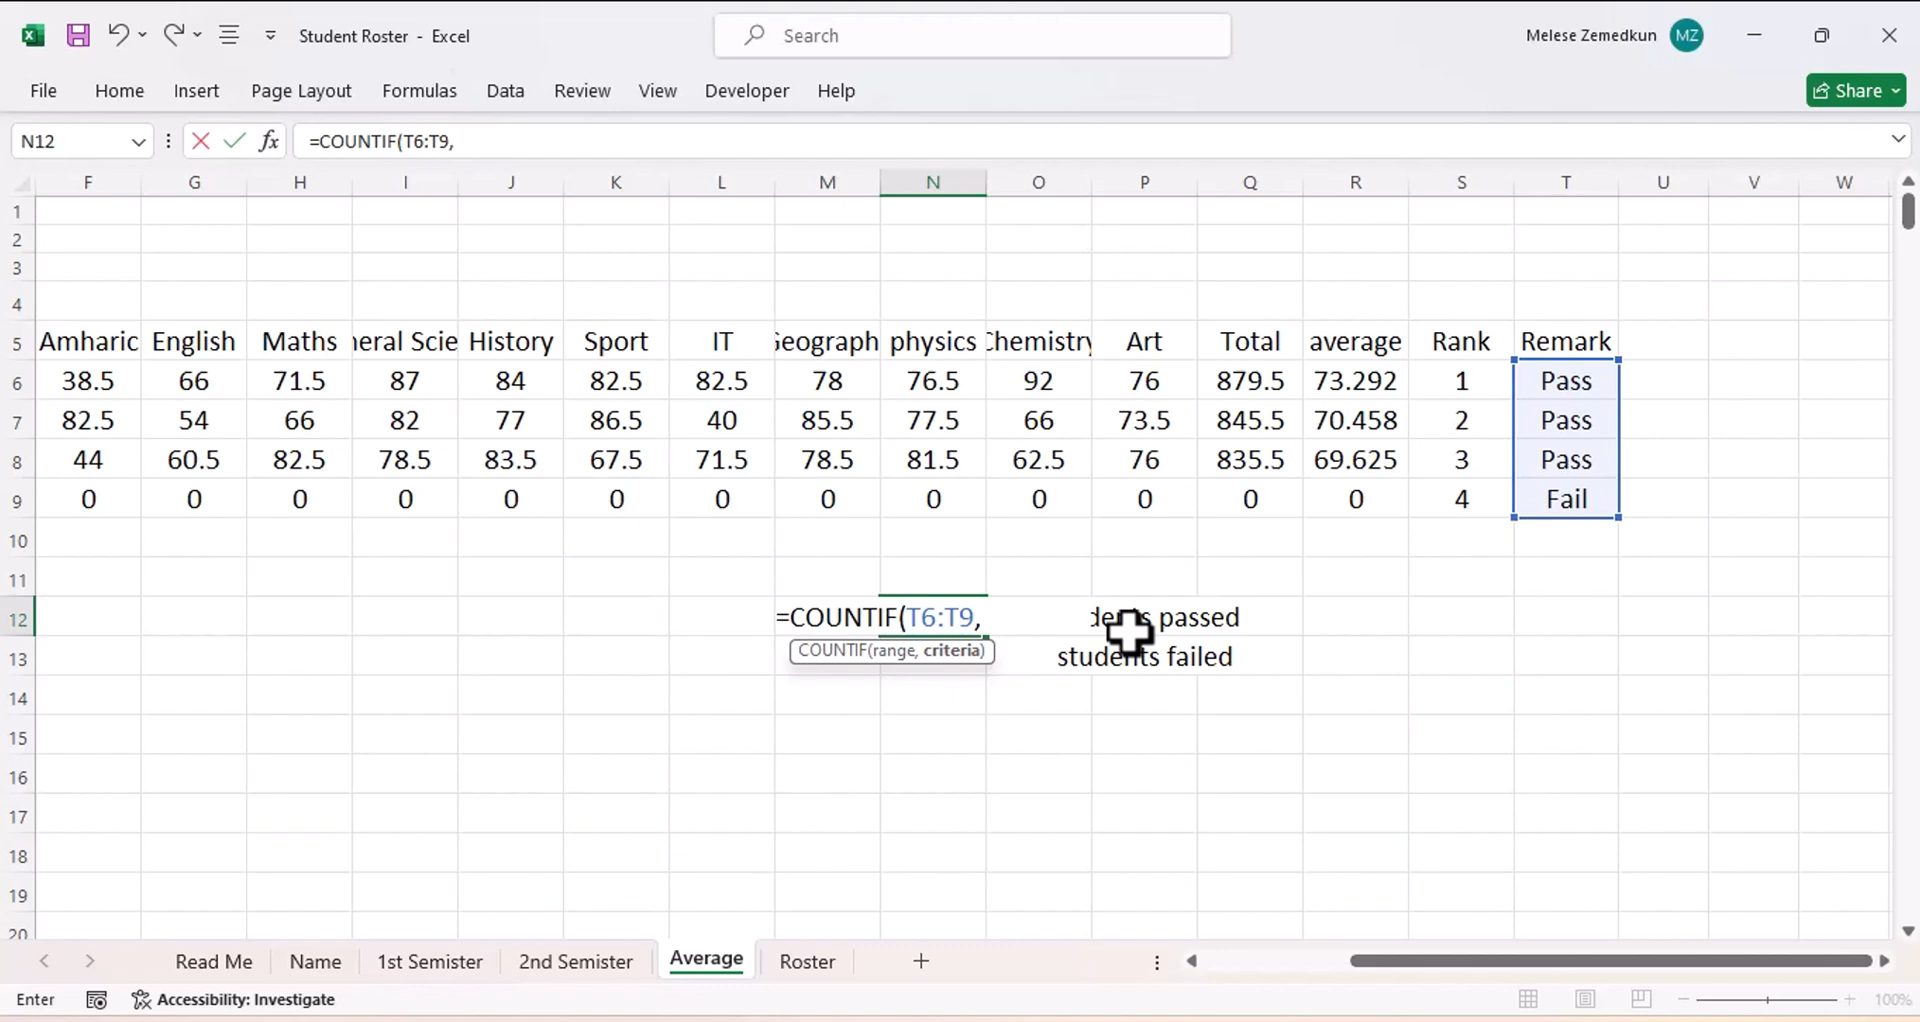 Student Roster - Excel
Search
Melese Zemedkun MZ
File Home Insert Page Layout Formulas Data Review View Developer Help Share
N12 fx =COUNTIF(T6:T9,
F G H I J K L M N O P Q R S T U V W
1
2
3
4
5 Amharic English Maths neral Scie History Sport IT Geograph physics Chemistry Art Total average Rank Remark
6 38.5 66 71.5 87 84 82.5 82.5 78 76.5 92 76 879.5 73.292 1 Pass
7 82.5 54 66 82 77 86.5 40 85.5 77.5 66 73.5 845.5 70.458 2 Pass
8 44 60.5 82.5 78.5 83.5 67.5 71.5 78.5 81.5 62.5 76 835.5 69.625 3 Pass
9 0 0 0 0 0 0 0 0 0 0 0 0 0 4 Fail
10
11
12 =COUNTIF(T6:T9, passed
13 COUNTIF(range, criteria) students failed
14
15
16
17
18
19
20
Read Me Name 1st Semister 2nd Semister Average Roster
Enter Accessibility: Investigate 100%